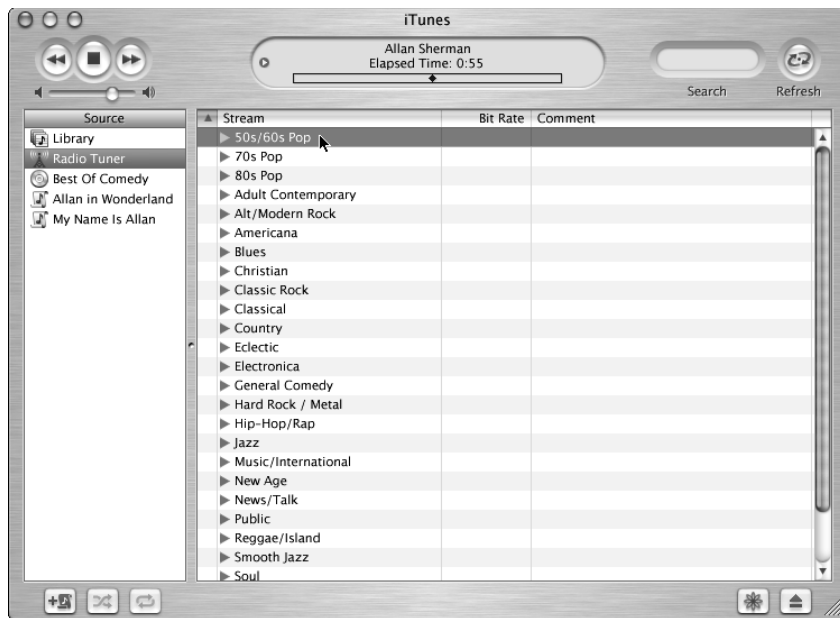 iTunes
Allan Sherman
Elapsed Time: 0:55
Search
Refresh
Source
Library
Radio Tuner
Best Of Comedy
Allan in Wonderland
My Name Is Allan
Stream Bit Rate Comment
50s/60s Pop
70s Pop
80s Pop
Adult Contemporary
Alt/Modern Rock
Americana
Blues
Christian
Classic Rock
Classical
Country
Eclectic
Electronica
General Comedy
Hard Rock / Metal
Hip-Hop/Rap
Jazz
Music/International
New Age
News/Talk
Public
Reggae/Island
Smooth Jazz
Soul